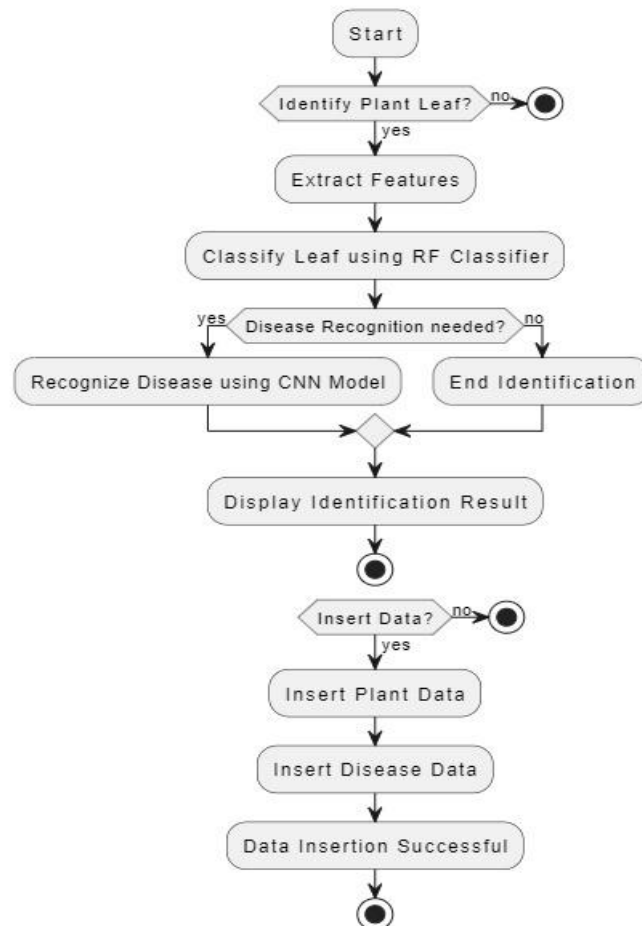 Start
Identify Plant Leaf?
no
yes
Extract Features
Classify Leaf using RF Classifier
yes
Disease Recognition needed?
no
Recognize Disease using CNN Model
End Identification
Display Identification Result
Insert Data?
no
yes
Insert Plant Data
Insert Disease Data
Data Insertion Successful